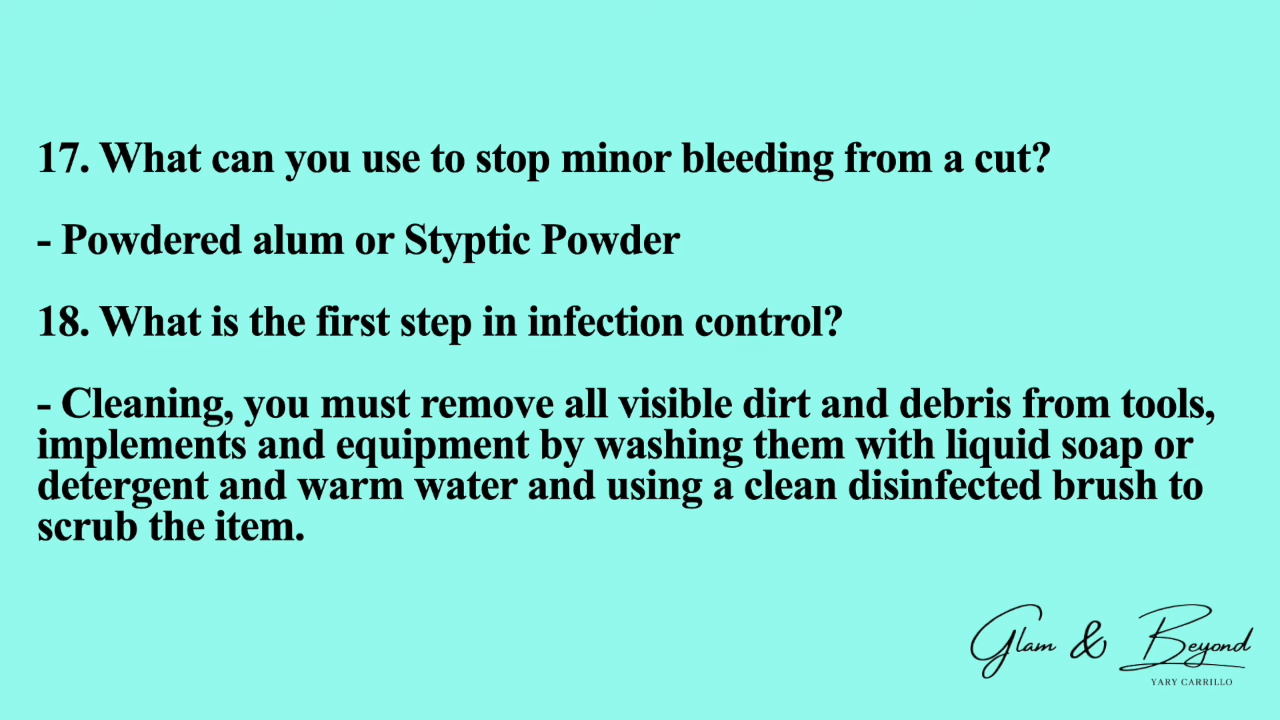 17. What can you use to stop minor bleeding from a cut?
- Powdered alum or Styptic Powder
18. What is the first step in infection control?
- Cleaning, you must remove all visible dirt and debris from tools,
implements and equipment by washing them with liquid soap or
detergent and warm water and using a clean disinfected brush to
scrub the item.
Glam & Beyond
YARY CARRILLO